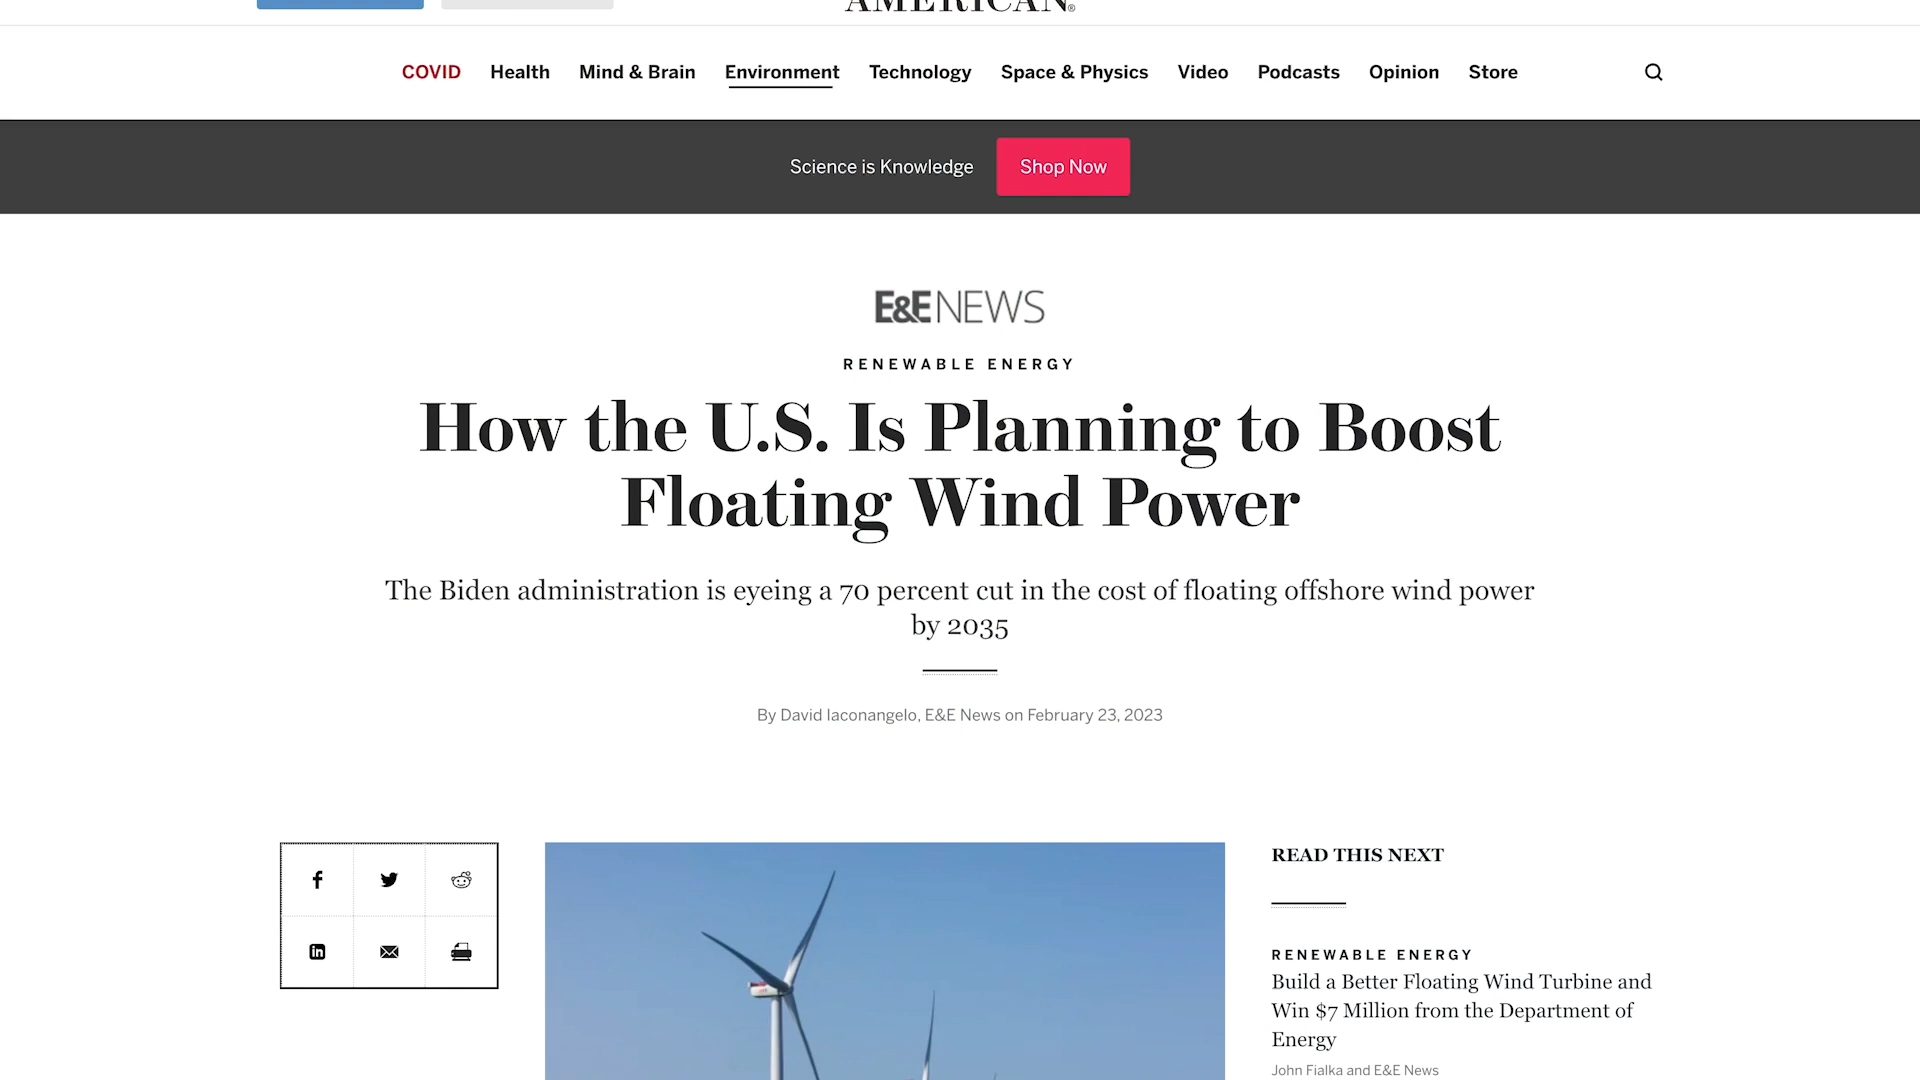 AMERICAN®
COVID Health Mind & Brain Environment Technology Space & Physics Video Podcasts Opinion Store
Science is Knowledge Shop Now
E&E NEWS
RENEWABLE ENERGY
How the U.S. Is Planning to Boost
Floating Wind Power
The Biden administration is eyeing a 70 percent cut in the cost of floating offshore wind power
by 2035
By David Iaconangelo, E&E News on February 23, 2023
READ THIS NEXT
RENEWABLE ENERGY
Build a Better Floating Wind Turbine and
Win $7 Million from the Department of
Energy
John Fialka and E&E News